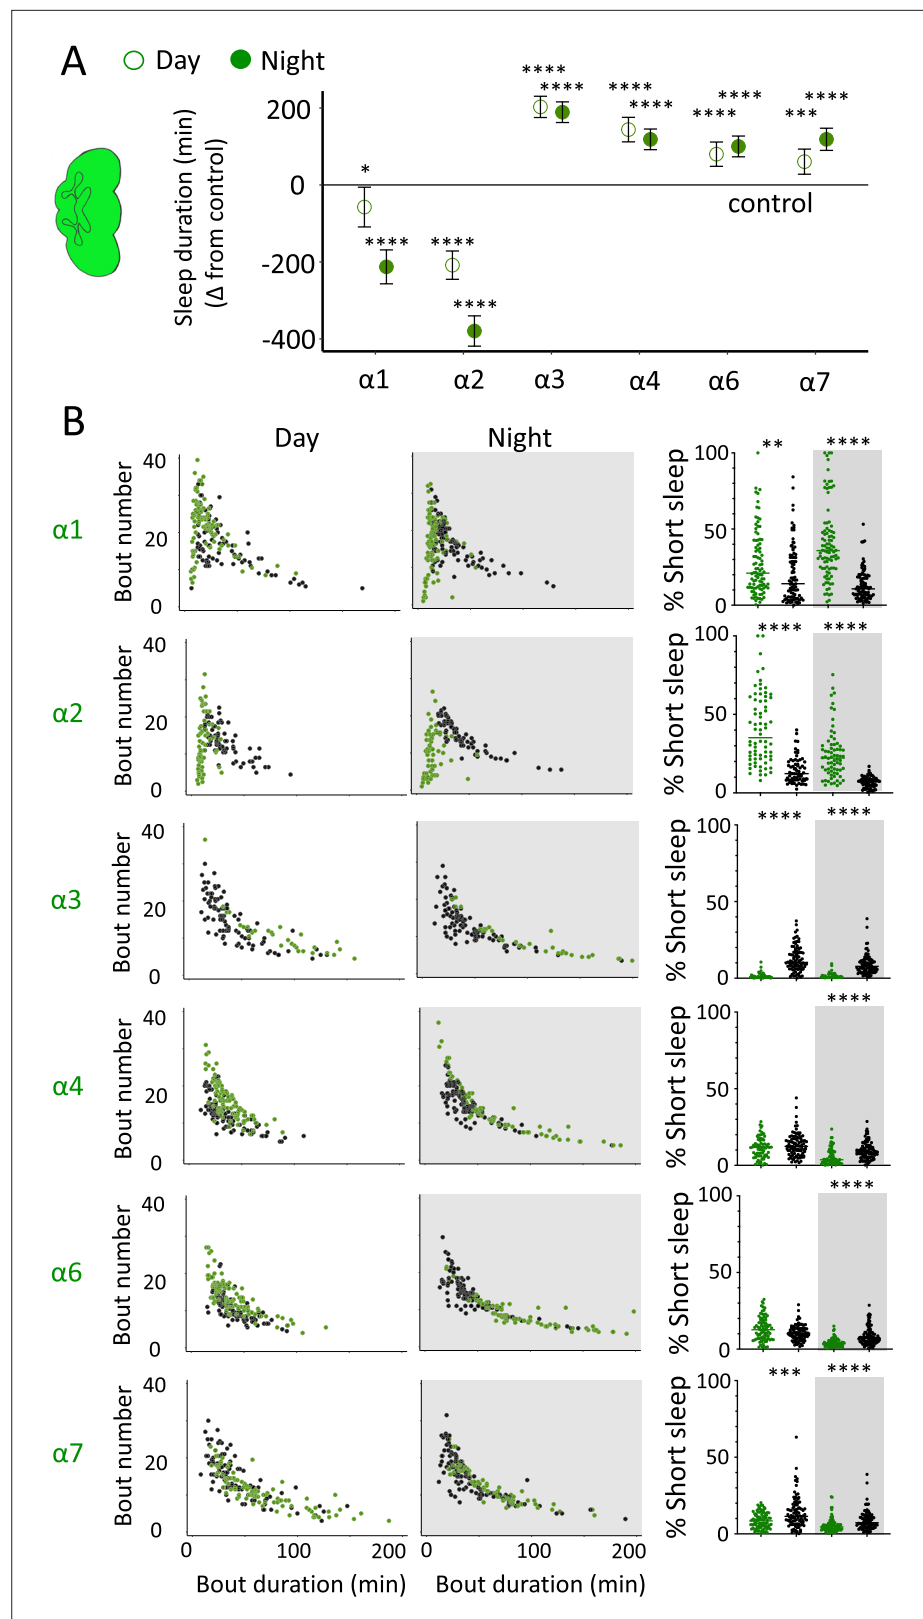 A
Day
Night
Sleep duration (min)
(Δ from control)
200
0
-200
-400
****
****
****
****
****
****
***
****
*
****
****
****
control
α1
α2
α3
α4
α6
α7
B
Day
Night
α1
Bout number
40
20
0
% Short sleep
100
50
0
**
****
α2
Bout number
40
20
0
% Short sleep
100
50
0
****
****
α3
Bout number
40
20
0
% Short sleep
100
50
0
****
****
α4
Bout number
40
20
0
% Short sleep
100
50
0
****
α6
Bout number
40
20
0
% Short sleep
100
50
0
****
α7
Bout number
40
20
0
% Short sleep
100
50
0
***
****
0
100
200
0
100
200
Bout duration (min)
Bout duration (min)